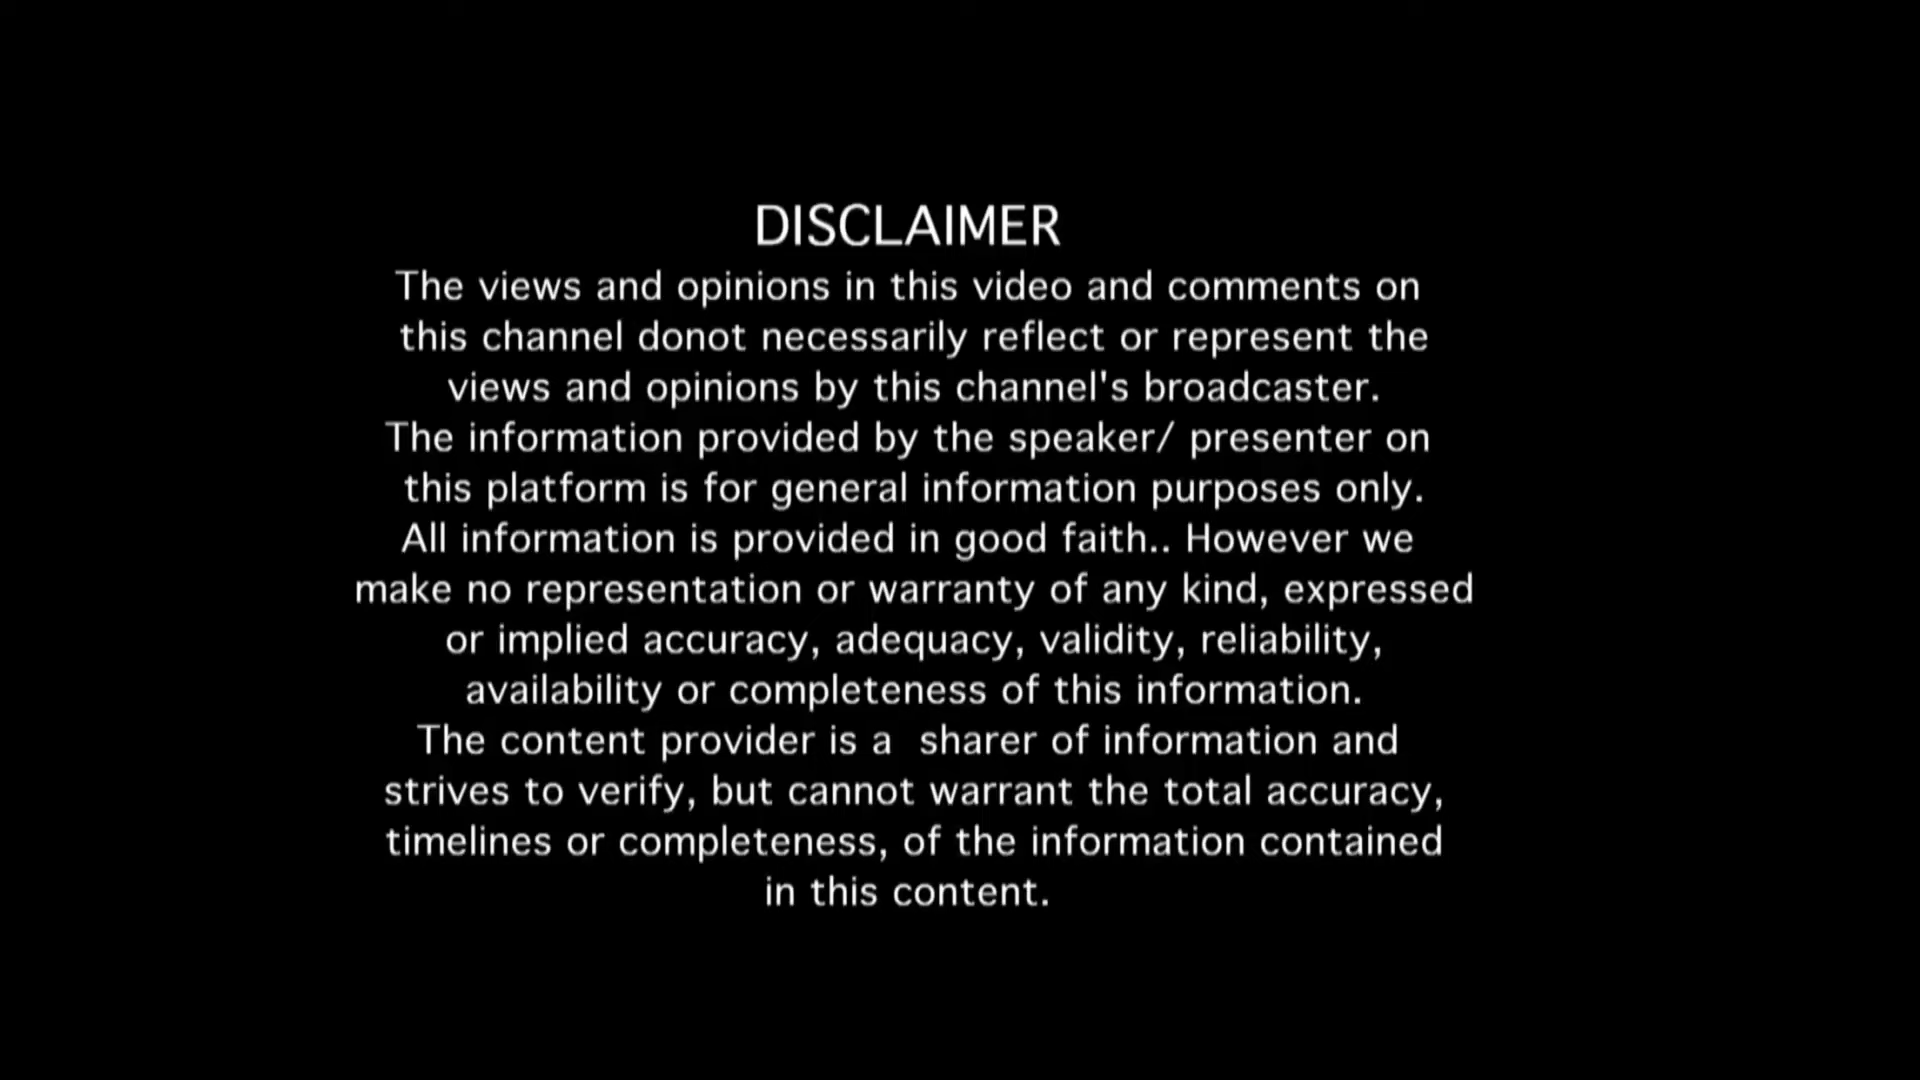 DISCLAIMER
The views and opinions in this video and comments on
this channel donot necessarily reflect or represent the
views and opinions by this channel's broadcaster.
The information provided by the speaker/ presenter on
this platform is for general information purposes only.
All information is provided in good faith.. However we
make no representation or warranty of any kind, expressed
or implied accuracy, adequacy, validity, reliability,
availability or completeness of this information.
The content provider is a  sharer of information and
strives to verify, but cannot warrant the total accuracy,
timelines or completeness, of the information contained
in this content.